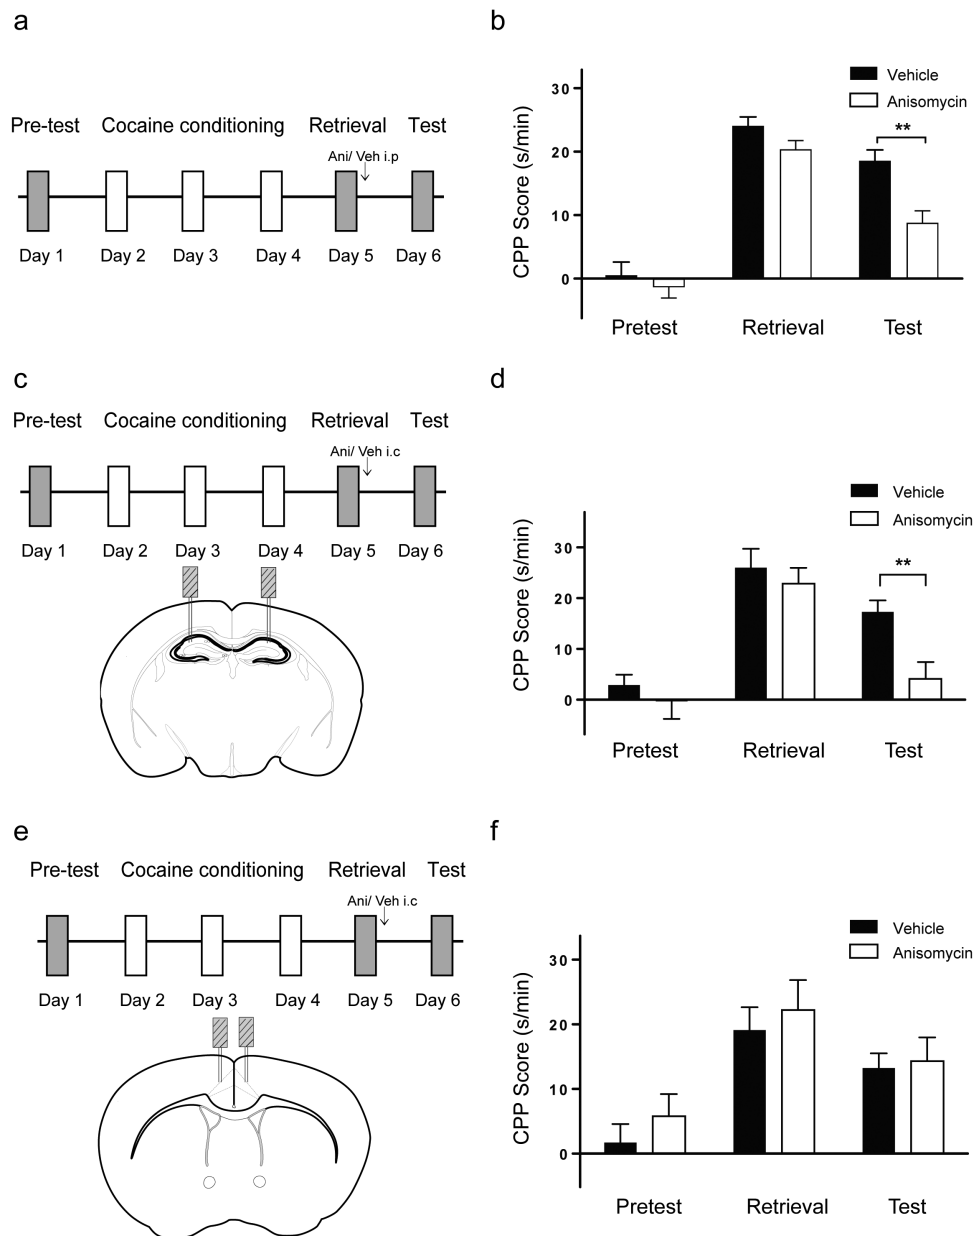 a
Pre-test Cocaine conditioning Retrieval Test
Ani/ Veh i.p
Day 1 Day 2 Day 3 Day 4 Day 5 Day 6
b
Vehicle
Anisomycin
CPP Score (s/min)
30
20
10
0
**
Pretest Retrieval Test
c
Pre-test Cocaine conditioning Retrieval Test
Ani/ Veh i.c
Day 1 Day 2 Day 3 Day 4 Day 5 Day 6
d
Vehicle
Anisomycin
CPP Score (s/min)
30
20
10
0
**
Pretest Retrieval Test
e
Pre-test Cocaine conditioning Retrieval Test
Ani/ Veh i.c
Day 1 Day 2 Day 3 Day 4 Day 5 Day 6
f
Vehicle
Anisomycin
CPP Score (s/min)
30
20
10
0
Pretest Retrieval Test